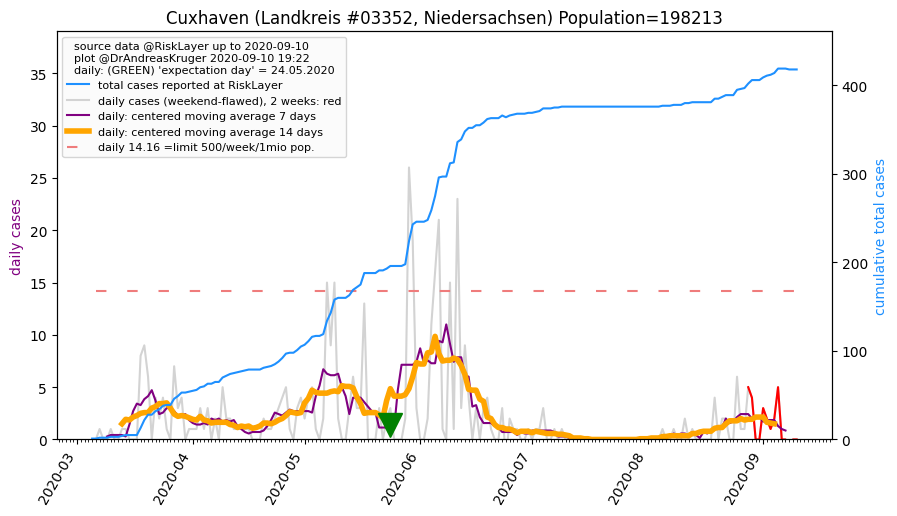 Cuxhaven (Landkreis #03352, Niedersachsen) Population=198213
source data @RiskLayer up to 2020-09-10
plot @DrAndreasKruger 2020-09-10 19:22
daily: (GREEN) 'expectation day' = 24.05.2020
total cases reported at RiskLayer
daily cases (weekend-flawed), 2 weeks: red
daily: centered moving average 7 days
daily: centered moving average 14 days
daily 14.16 =limit 500/week/1mio pop.
daily cases
35
30
25
20
15
10
5
0
cumulative total cases
400
300
200
100
0
2020-03
2020-04
2020-05
2020-06
2020-07
2020-08
2020-09